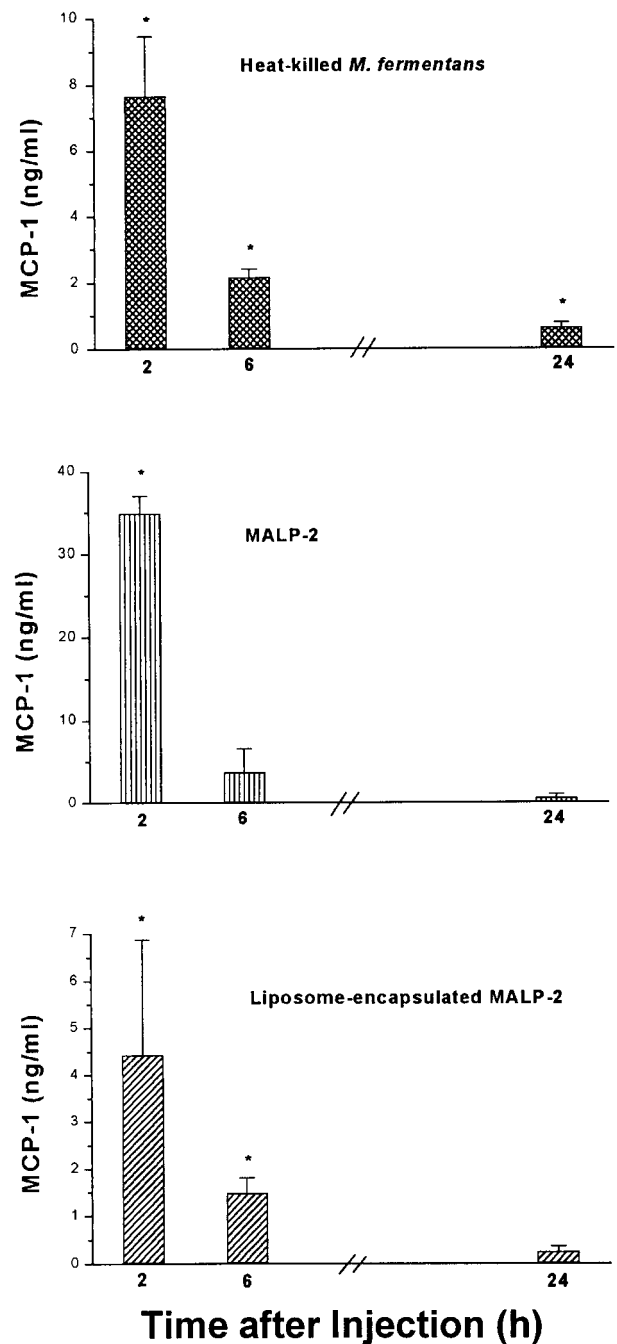 10
*
Heat-killed M. fermentans
8
6
MCP-1 (ng/ml)
4
*
2
*
0
2 6 // 24
40
*
MALP-2
30
MCP-1 (ng/ml)
20
10
0
2 6 // 24
7
*
6
Liposome-encapsulated MALP-2
5
4
MCP-1 (ng/ml)
3
2
*
1
0
2 6 // 24
Time after Injection (h)